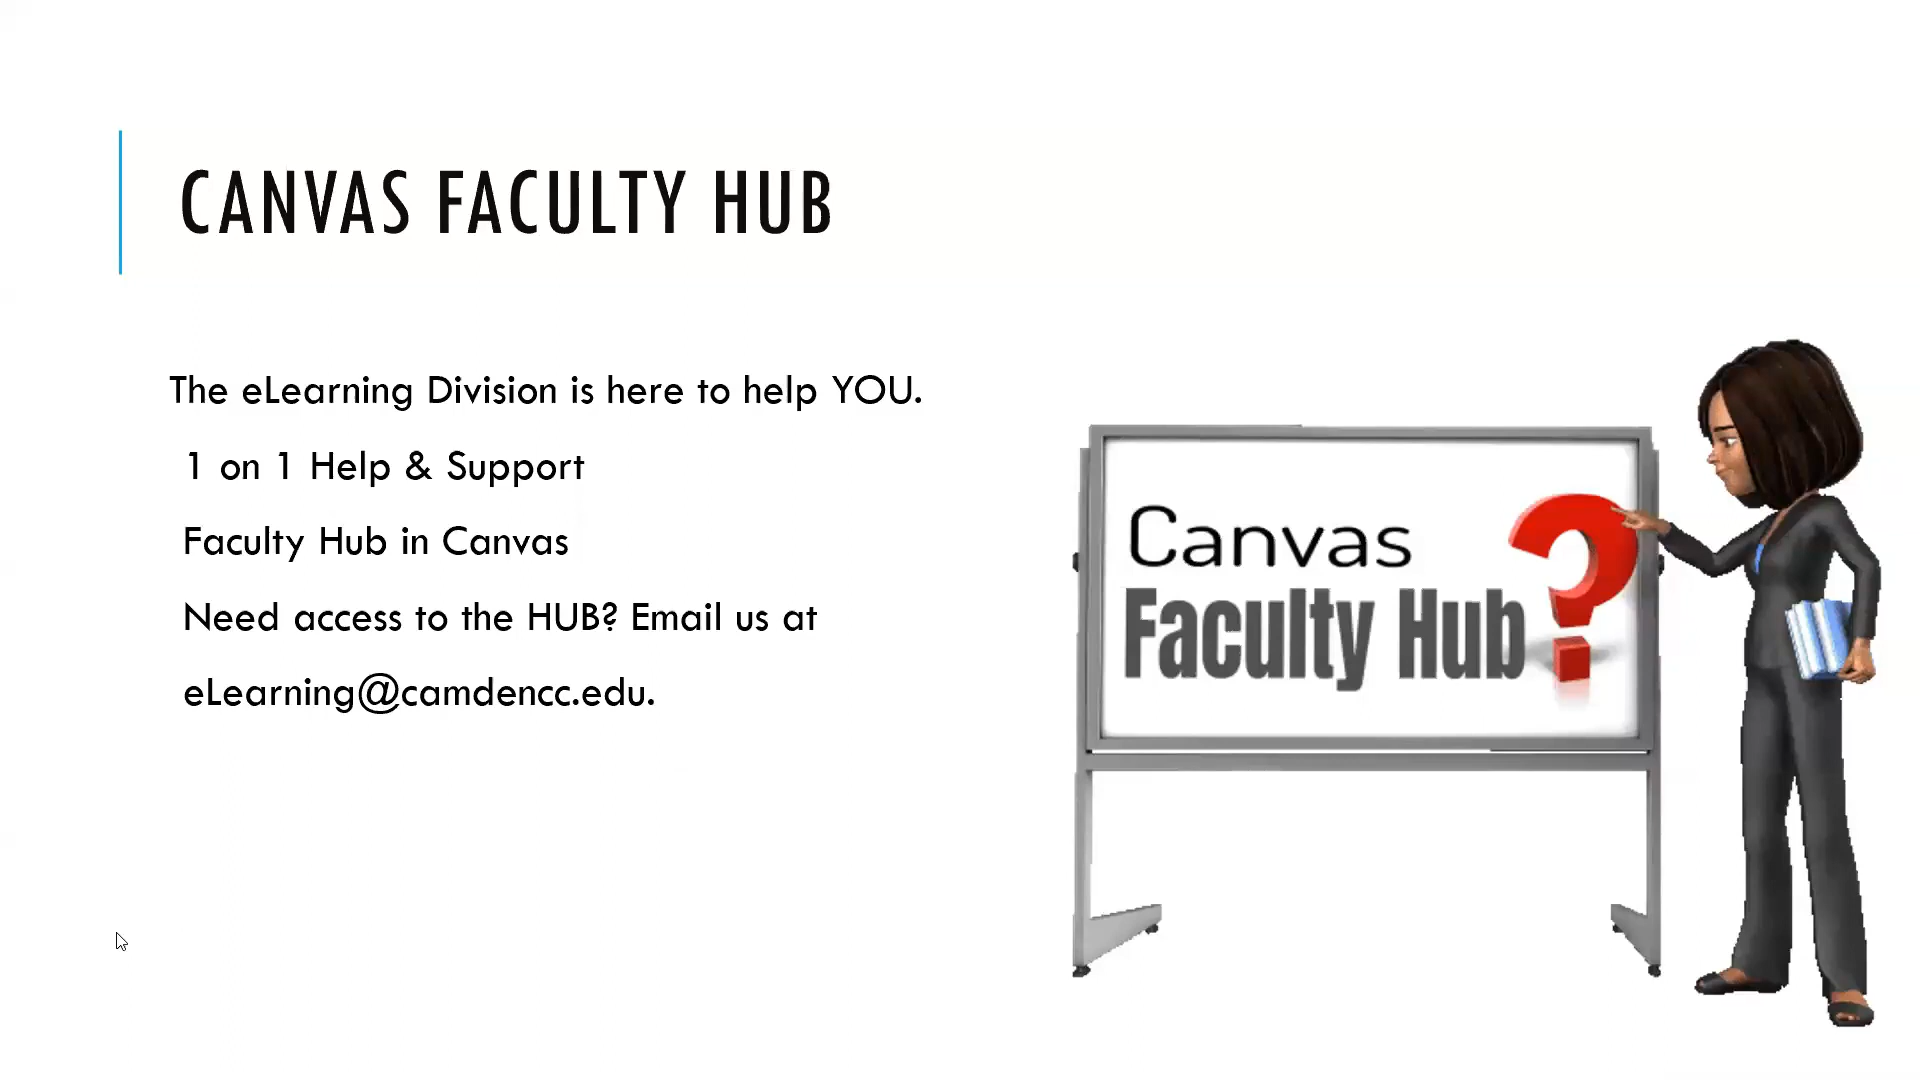 CANVAS FACULTY HUB
The eLearning Division is here to help YOU.
1 on 1 Help & Support
Faculty Hub in Canvas
Need access to the HUB? Email us at
eLearning@camdencc.edu.
Canvas
Faculty Hub?